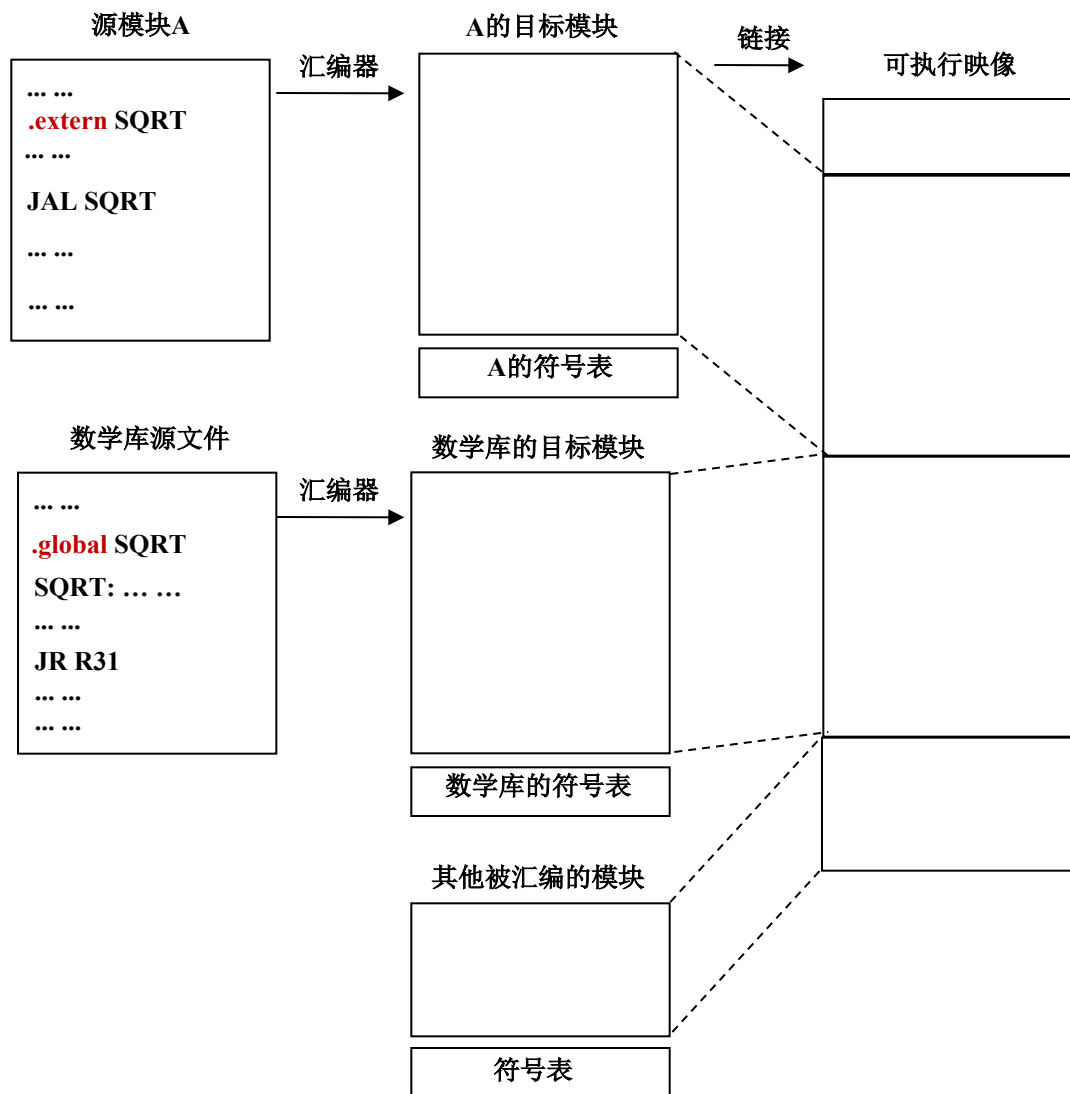 源模块A
... ...
.extern SQRT
... ...
JAL SQRT
... ...
... ...
汇编器
A的目标模块
A的符号表
链接
可执行映像
数学库源文件
... ...
.global SQRT
SQRT: … …
... ...
JR R31
... ...
... ...
汇编器
数学库的目标模块
数学库的符号表
其他被汇编的模块
符号表